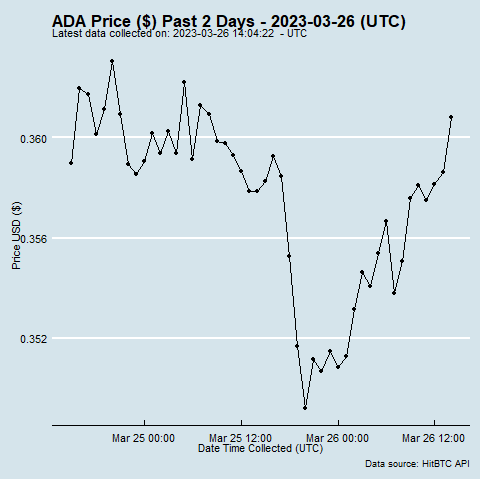 ADA Price ($) Past 2 Days - 2023-03-26 (UTC)
Latest data collected on: 2023-03-26 14:04:22 - UTC
0.360
0.356
0.352
Price USD ($)
Mar 25 00:00 Mar 25 12:00 Mar 26 00:00 Mar 26 12:00
Date Time Collected (UTC)
Data source: HitBTC API